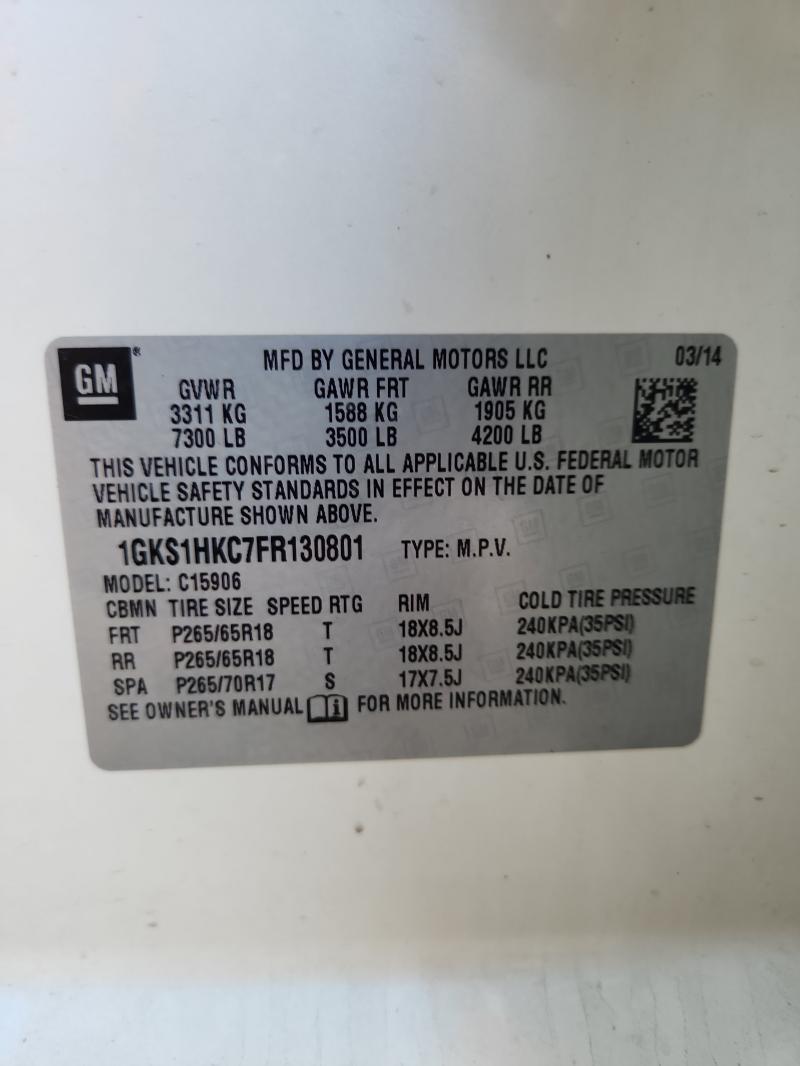 GM
MFD BY GENERAL MOTORS LLC 03/14
GVWR GAWR FRT GAWR RR
3311 KG 1588 KG 1905 KG
7300 LB 3500 LB 4200 LB
THIS VEHICLE CONFORMS TO ALL APPLICABLE U.S. FEDERAL MOTOR
VEHICLE SAFETY STANDARDS IN EFFECT ON THE DATE OF
MANUFACTURE SHOWN ABOVE.
1GKS1HKC7FR130801 TYPE: M.P.V.
MODEL: C15906
CBMN TIRE SIZE SPEED RTG RIM COLD TIRE PRESSURE
FRT P265/65R18 T 18X8.5J 240KPA(35PSI)
RR P265/65R18 T 18X8.5J 240KPA(35PSI)
SPA P265/70R17 S 17X7.5J 240KPA(35PSI)
SEE OWNER'S MANUAL i FOR MORE INFORMATION.